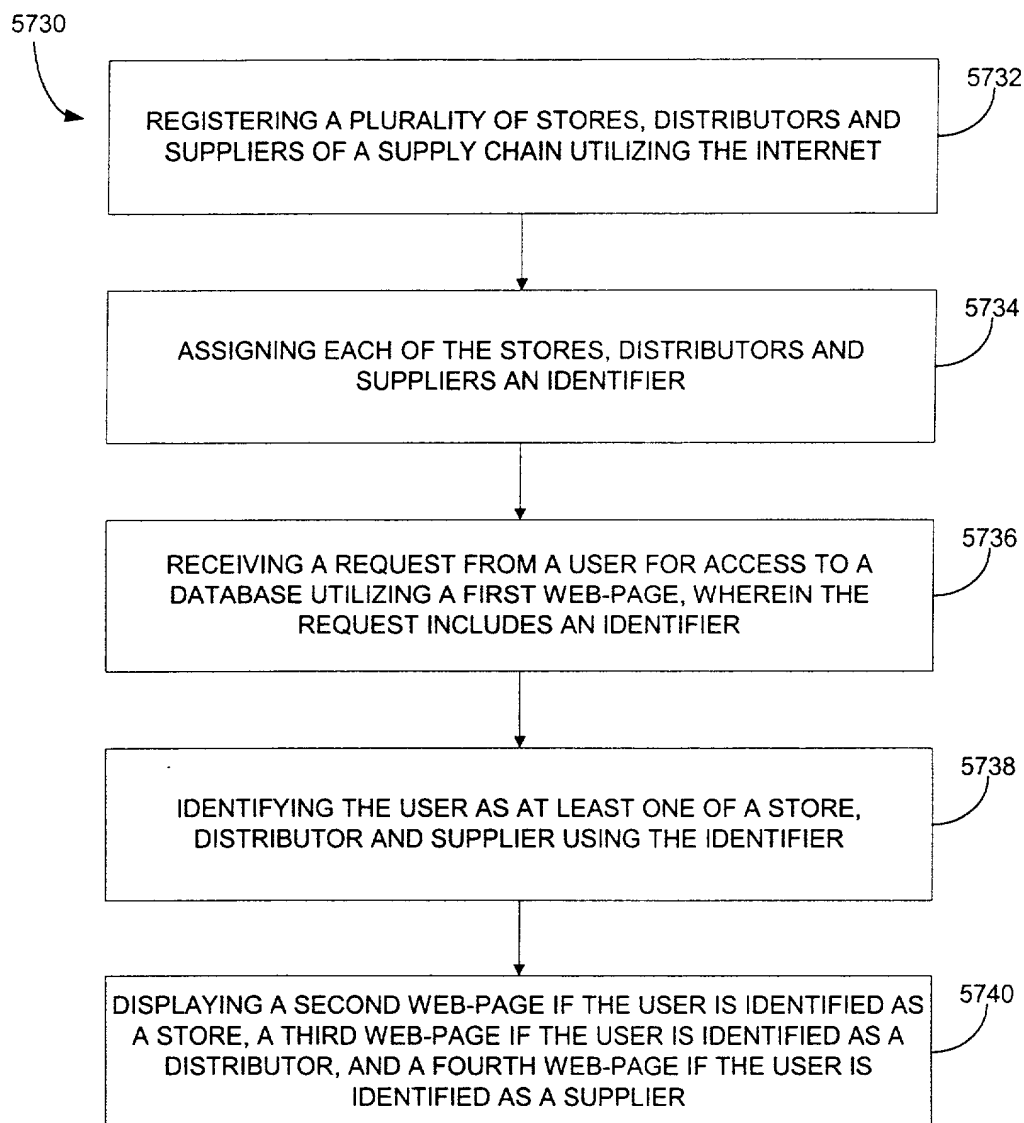 5730
5732
REGISTERING A PLURALITY OF STORES, DISTRIBUTORS AND
SUPPLIERS OF A SUPPLY CHAIN UTILIZING THE INTERNET
5734
ASSIGNING EACH OF THE STORES, DISTRIBUTORS AND
SUPPLIERS AN IDENTIFIER
5736
RECEIVING A REQUEST FROM A USER FOR ACCESS TO A
DATABASE UTILIZING A FIRST WEB-PAGE, WHEREIN THE
REQUEST INCLUDES AN IDENTIFIER
5738
IDENTIFYING THE USER AS AT LEAST ONE OF A STORE,
DISTRIBUTOR AND SUPPLIER USING THE IDENTIFIER
5740
DISPLAYING A SECOND WEB-PAGE IF THE USER IS IDENTIFIED AS
A STORE, A THIRD WEB-PAGE IF THE USER IS IDENTIFIED AS A
DISTRIBUTOR, AND A FOURTH WEB-PAGE IF THE USER IS
IDENTIFIED AS A SUPPLIER